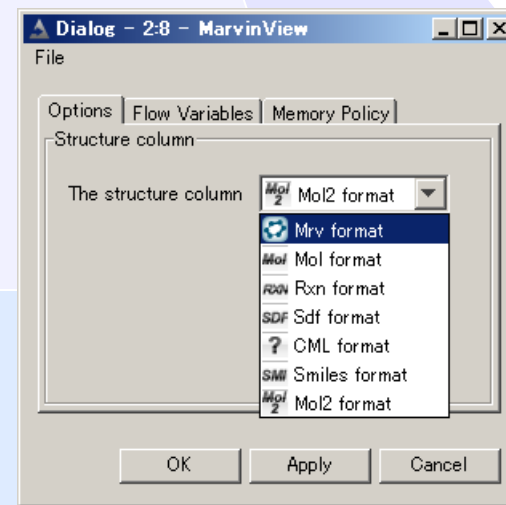 Dialog - 2:8 - MarvinView
File
Options Flow Variables Memory Policy
Structure column
The structure column Mol 2 Mol2 format
Mrv format
Mol Mol format
RXN Rxn format
SDF Sdf format
? CML format
SMI Smiles format
Mol 2 Mol2 format
OK Apply Cancel